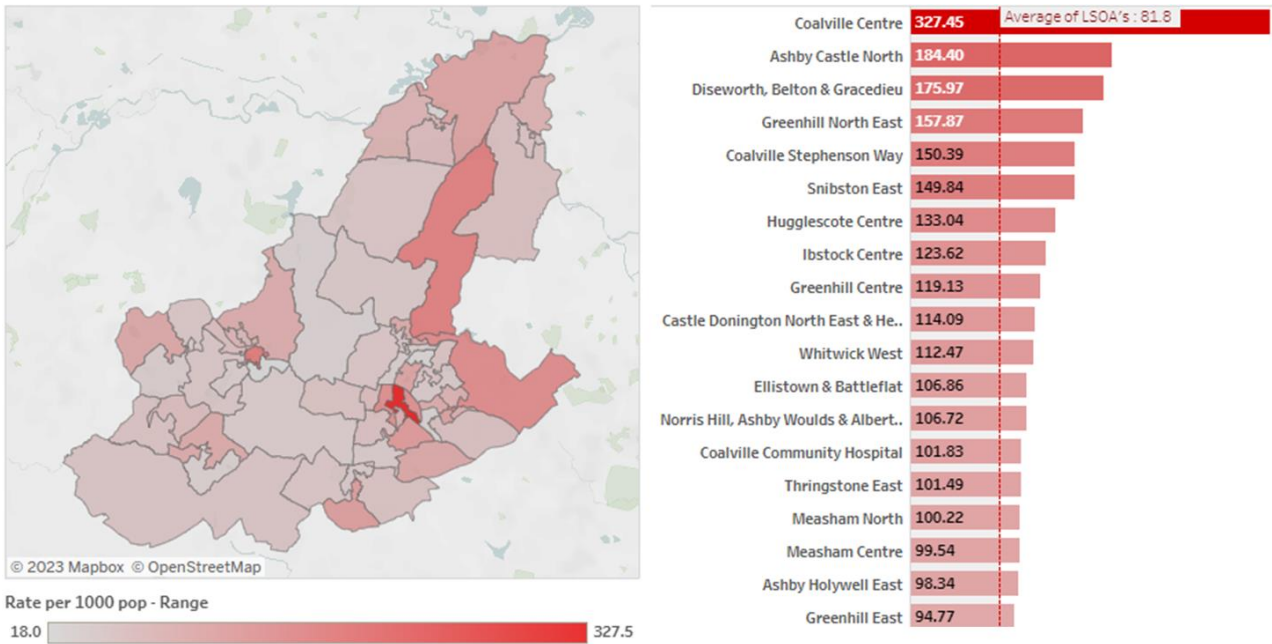 Average of LSOA's : 81.8
Coalville Centre 327.45
Ashby Castle North 184.40
Diseworth, Belton & Gracedieu 175.97
Greenhill North East 157.87
Coalville Stephenson Way 150.39
Snibston East 149.84
Hugglescote Centre 133.04
Ibstock Centre 123.62
Greenhill Centre 119.13
Castle Donington North East & He.. 114.09
Whitwick West 112.47
Ellistown & Battleflat 106.86
Norris Hill, Ashby Woulds & Albert.. 106.72
Coalville Community Hospital 101.83
Thringstone East 101.49
Measham North 100.22
Measham Centre 99.54
Ashby Holywell East 98.34
Greenhill East 94.77
© 2023 Mapbox © OpenStreetMap
Rate per 1000 pop - Range
18.0 327.5